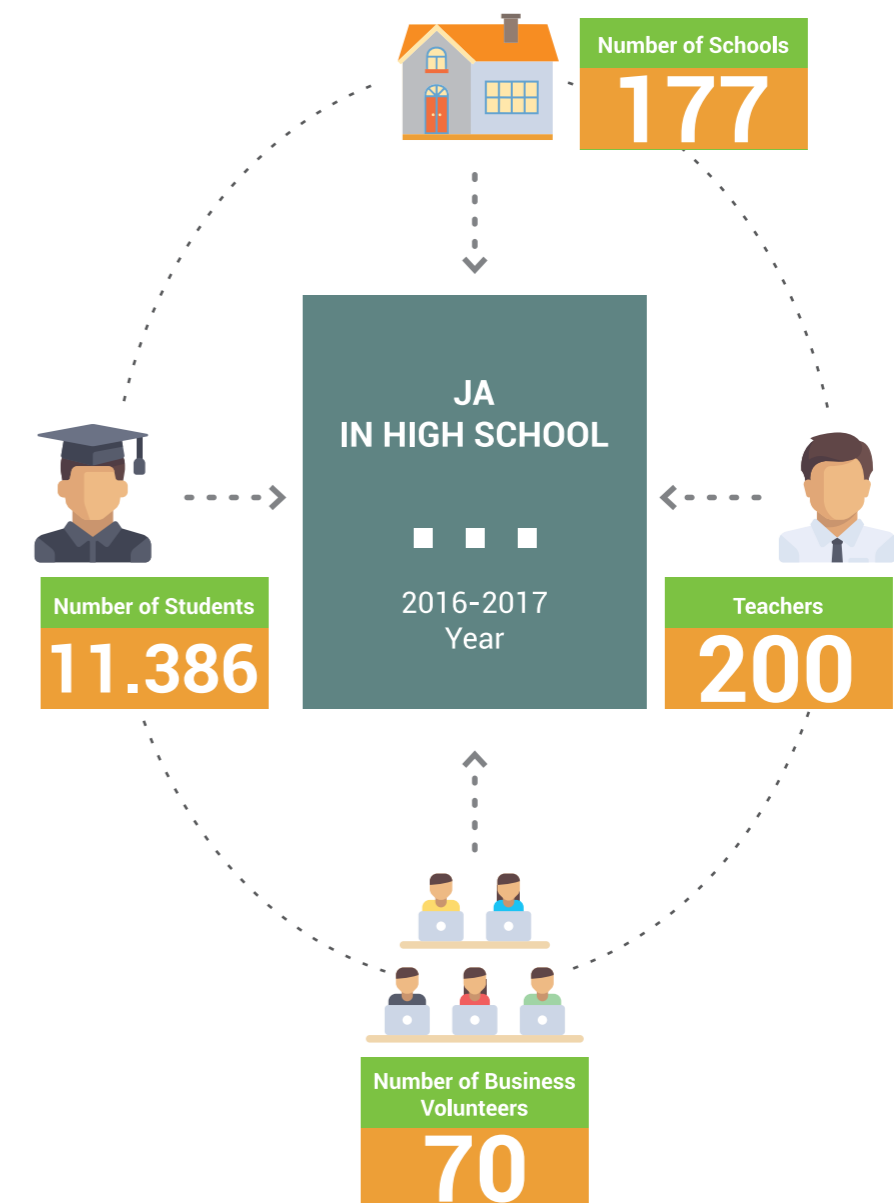 Number of Schools
177
JA
IN HIGH SCHOOL
2016-2017
Year
Number of Students
11.386
Teachers
200
Number of Business
Volunteers
70